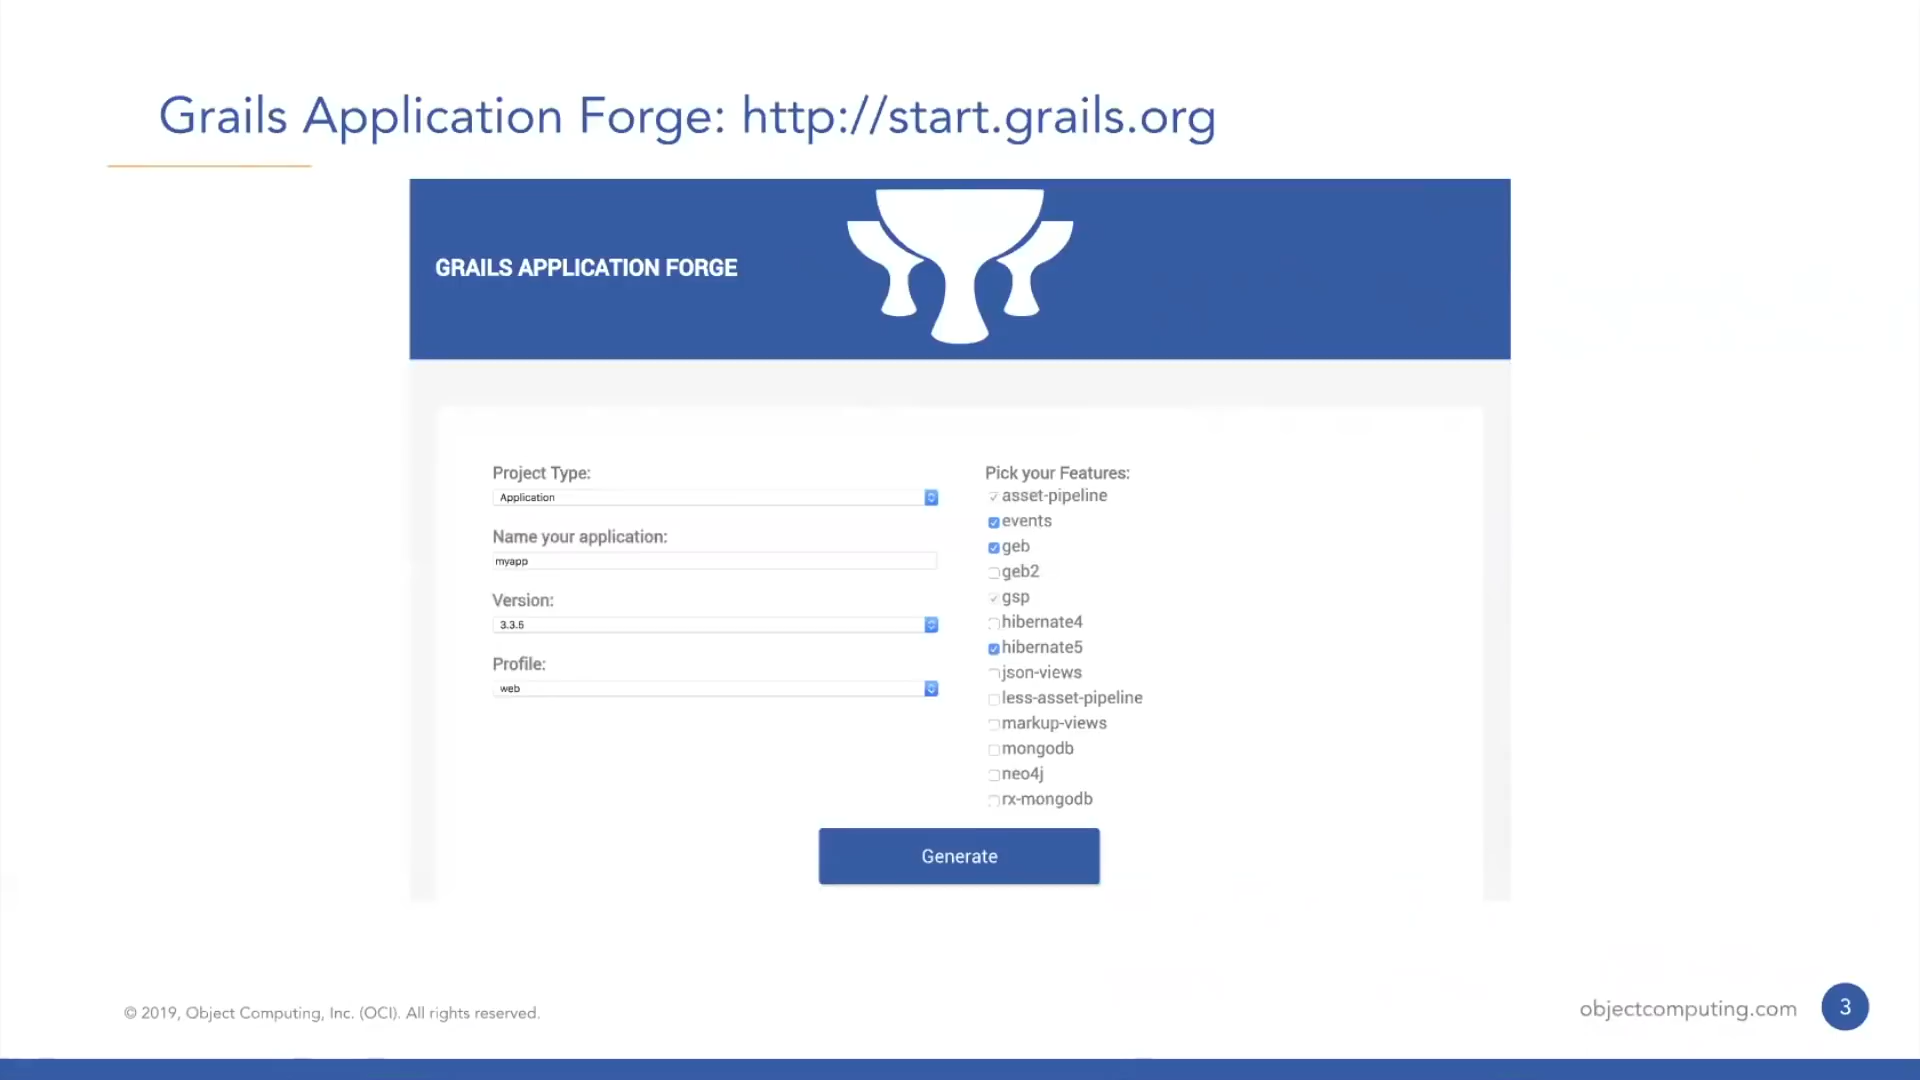 Grails Application Forge: http://start.grails.org
GRAILS APPLICATION FORGE
Project Type:
Application
Name your application:
myapp
Version:
3.3.5
Profile:
web
Pick your Features:
asset-pipeline
events
geb
geb2
gsp
hibernate4
hibernate5
json-views
less-asset-pipeline
markup-views
mongodb
neo4j
rx-mongodb
Generate
© 2019, Object Computing, Inc. (OCI). All rights reserved.
objectcomputing.com
3